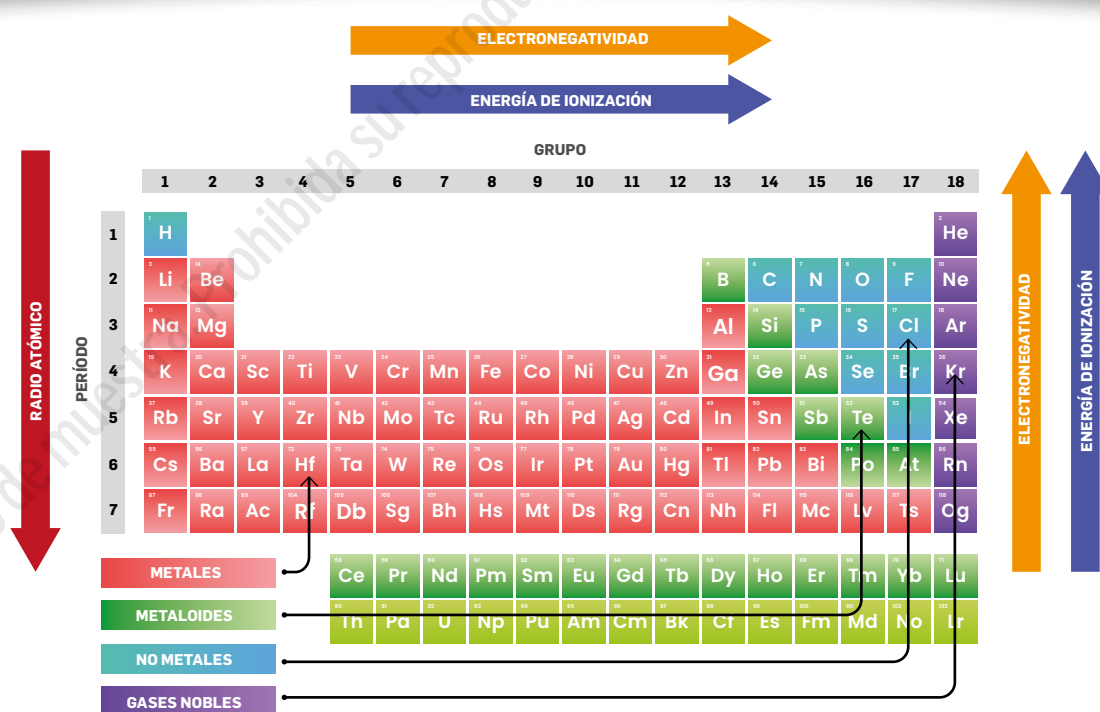 ELECTRONEGATIVIDAD
ENERGÍA DE IONIZACIÓN
GRUPO
1 2 3 4 5 6 7 8 9 10 11 12 13 14 15 16 17 18
RADIO ATÓMICO
PERÍODO
ELECTRONEGATIVIDAD
ENERGÍA DE IONIZACIÓN
1 H He
2 Li Be B C N O F Ne
3 Na Mg Al Si P S Cl Ar
4 K Ca Sc Ti V Cr Mn Fe Co Ni Cu Zn Ga Ge As Se Br Kr
5 Rb Sr Y Zr Nb Mo Tc Ru Rh Pd Ag Cd In Sn Sb Te I Xe
6 Cs Ba La Hf Ta W Re Os Ir Pt Au Hg Tl Pb Bi Po At Rn
7 Fr Ra Ac Rf Db Sg Bh Hs Mt Ds Rg Cn Nh Fl Mc Lv Ts Og
Ce Pr Nd Pm Sm Eu Gd Tb Dy Ho Er Tm Yb Lu
Th Pa U Np Pu Am Cm Bk Cf Es Fm Md No Lr
METALES
METALOIDES
NO METALES
GASES NOBLES
de muestra. Prohibida su reprodu